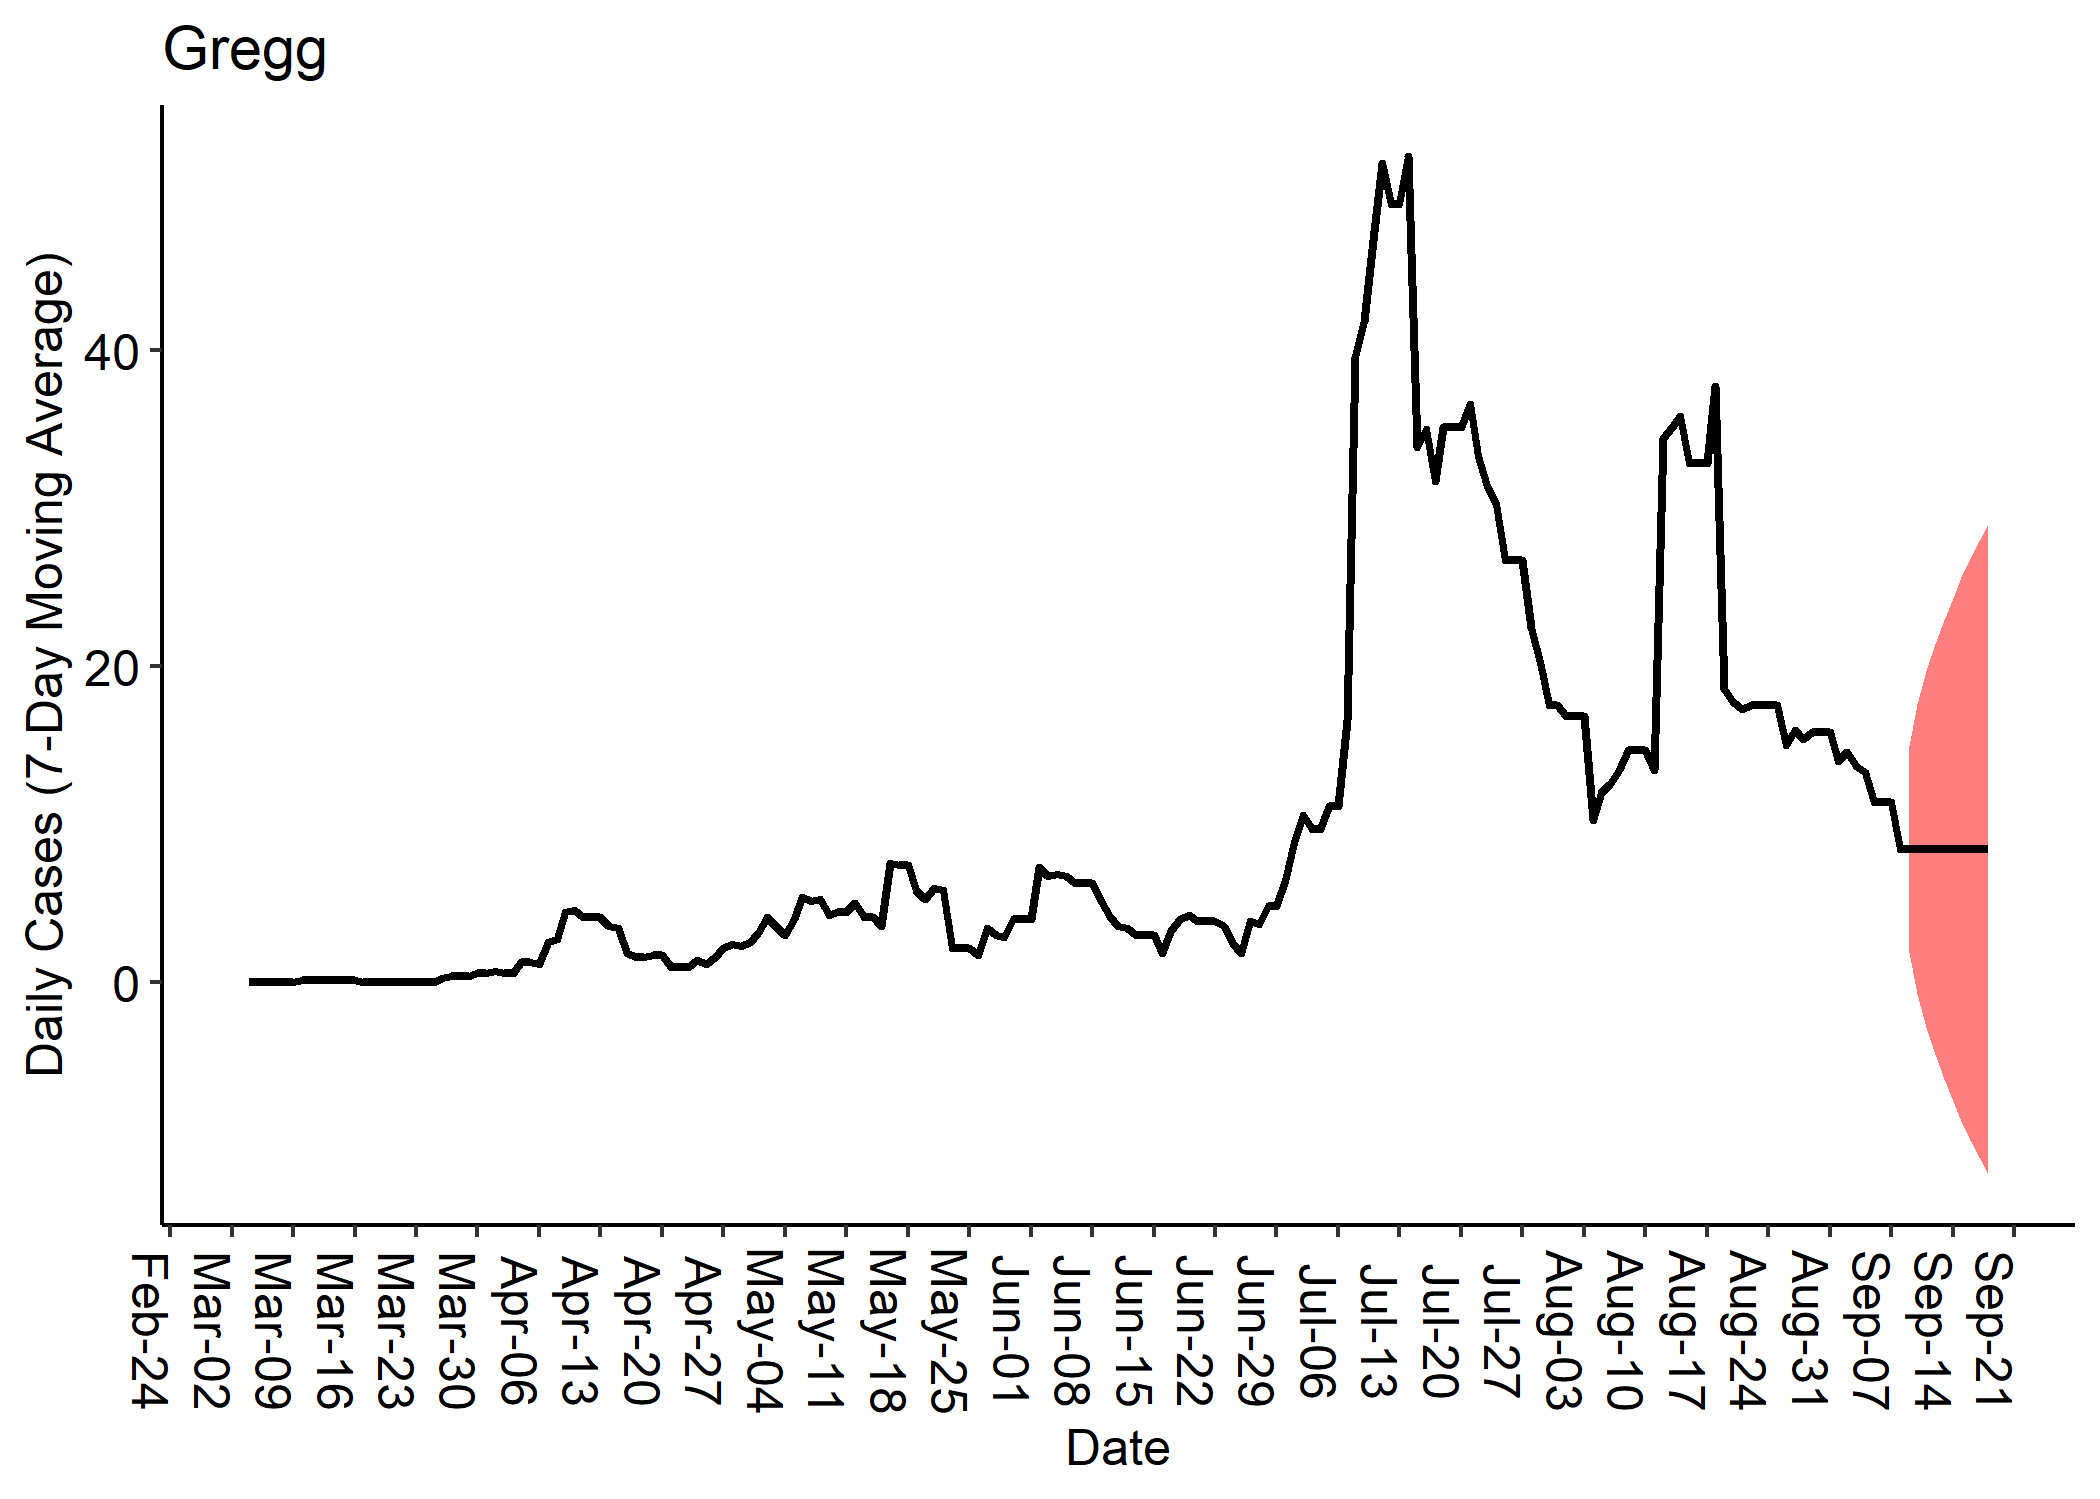 Gregg
Daily Cases (7-Day Moving Average)
40
20
0
Feb-24
Mar-02
Mar-09
Mar-16
Mar-23
Mar-30
Apr-06
Apr-13
Apr-20
Apr-27
May-04
May-11
May-18
May-25
Jun-01
Jun-08
Jun-15
Jun-22
Jun-29
Jul-06
Jul-13
Jul-20
Jul-27
Aug-03
Aug-10
Aug-17
Aug-24
Aug-31
Sep-07
Sep-14
Sep-21
Date